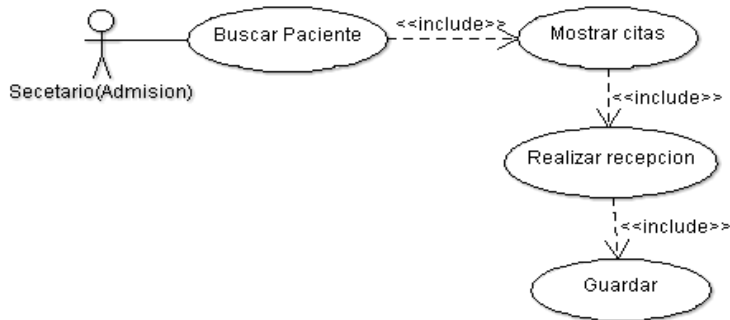 Buscar Paciente
<<include>>
Mostrar citas
Secetario(Admision)
<<include>>
Realizar recepcion
<<include>>
Guardar